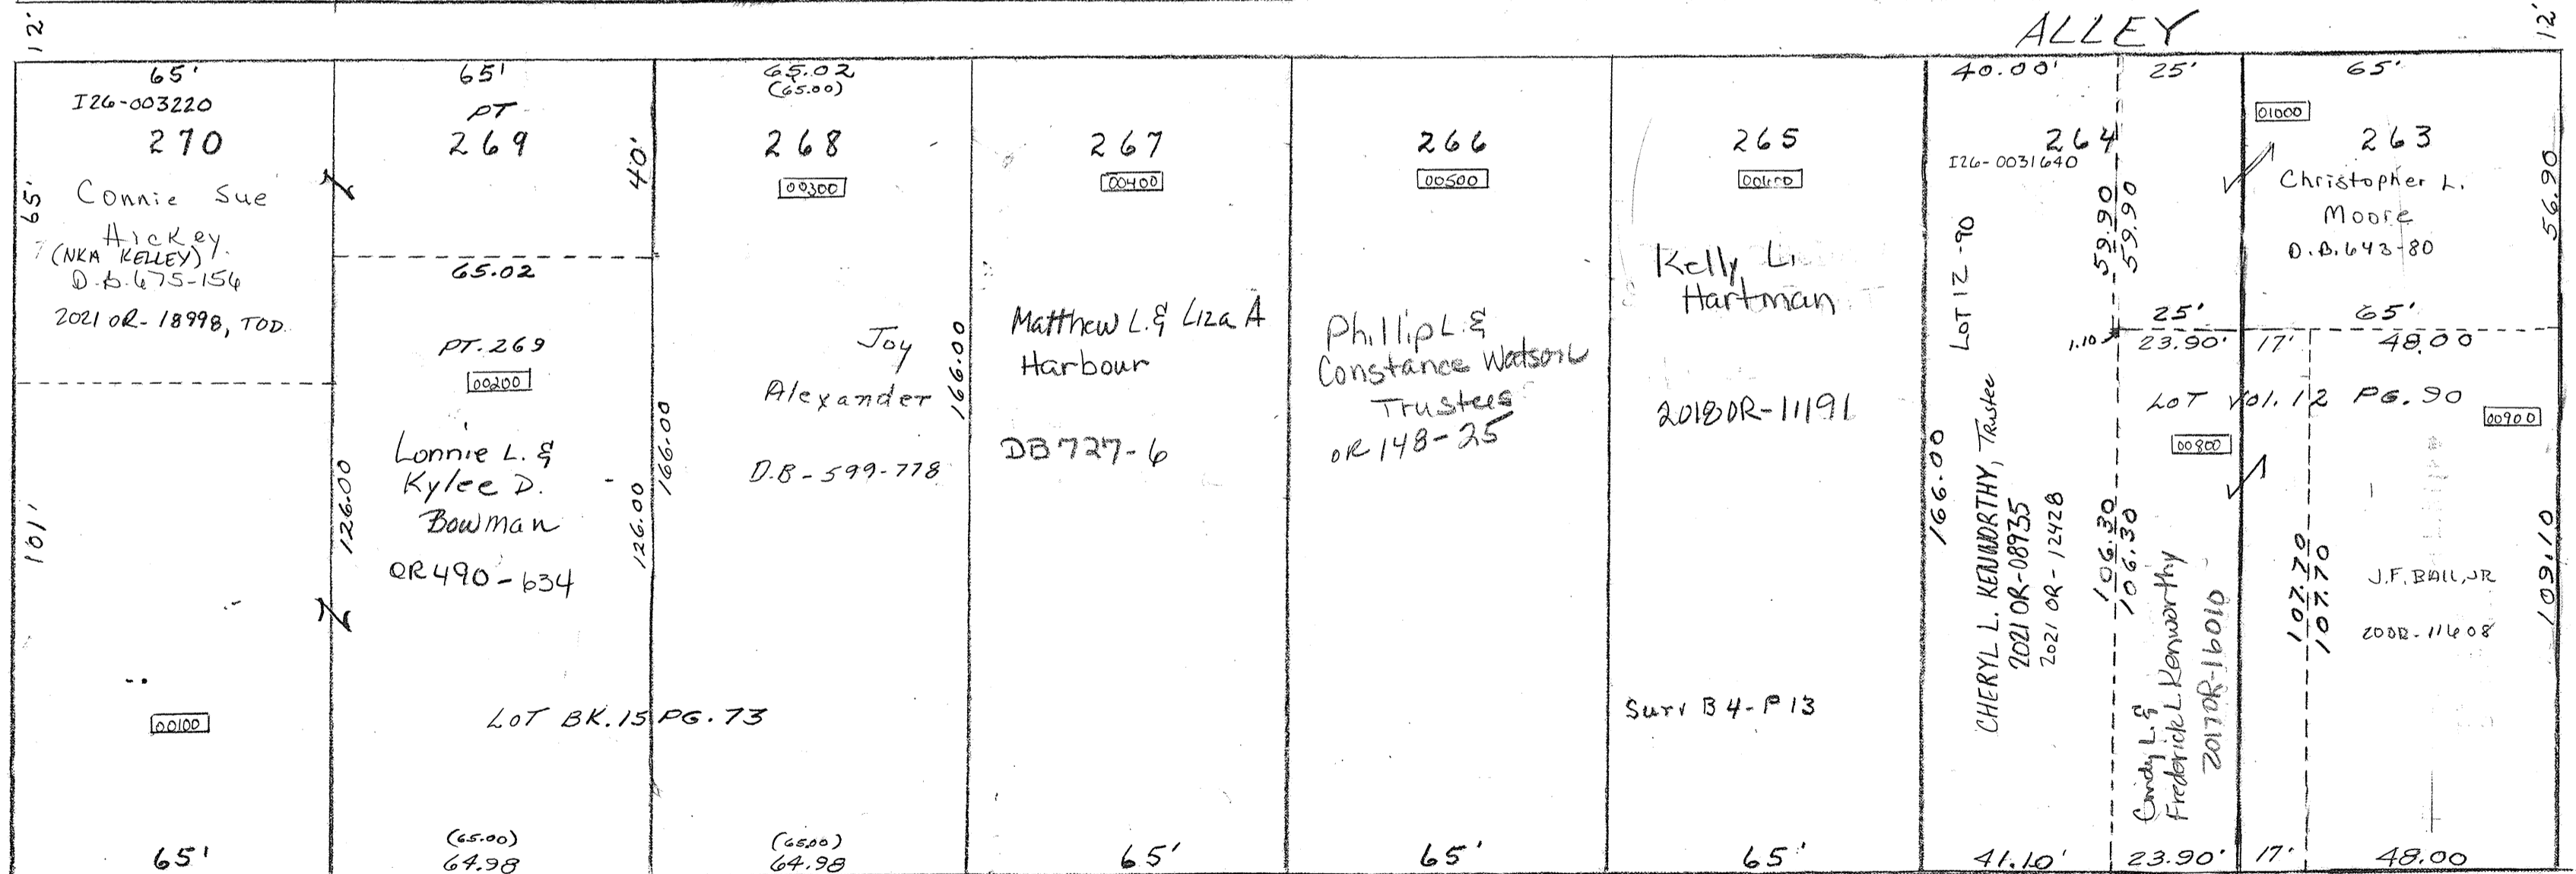 12'
ALLEY
12'
65'
I26-003220
270
65'
Connie Sue
Hickey
(NKA KELLEY)
D.B.675-156
2021 OR-18998, TOD.
101'
00100
65'
65'
PT
269
40'
65.02
PT.269
00200
Lonnie L. &
Kylee D.
Bowman
OR490-634
126.00
126.00
LOT BK.15 PG.73
(65.00)
64.98
65.02
(65.00)
268
00300
Joy
Alexander
D.B-599-778
166.00
166.00
(65.00)
64.98
267
00400
Matthew L. & Liza A
Harbour
DB727-6
65'
266
00500
Phillip L. &
Constance Watson
Trustees
OR 148-25
65'
265
Kelly L.
Hartman
2018OR-11191
Surv B4-P13
65'
40.00'
264
I26-0031640
LOT 12-90
59.90
59.90
1.10
166.00
CHERYL L. KENWORTHY, Trustee
2021 OR-08935
2021 OR-12428
106.30
106.30
41.10'
25'
25'
23.90'
LOT VOl.12 PG.90
00800
Cindy L. &
Frederick L Kenworthy
2017OR-16010
23.90'
65'
01000
263
Christopher L.
Moore
D.B.643-80
56.90
65'
17'
48.00
00900
107.70
107.70
J.F. BALL, JR
20OR-11608
109.10
17'
48.00